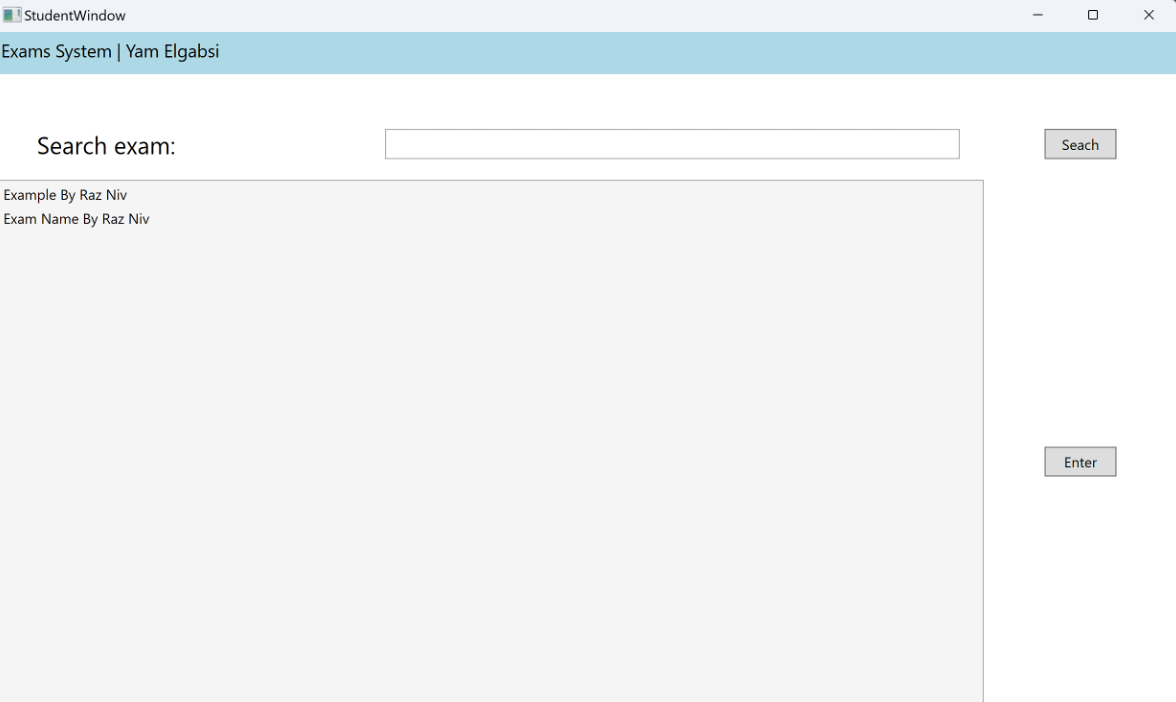 StudentWindow
Exams System | Yam Elgabsi
Search exam:
Seach
Example By Raz Niv
Exam Name By Raz Niv
Enter